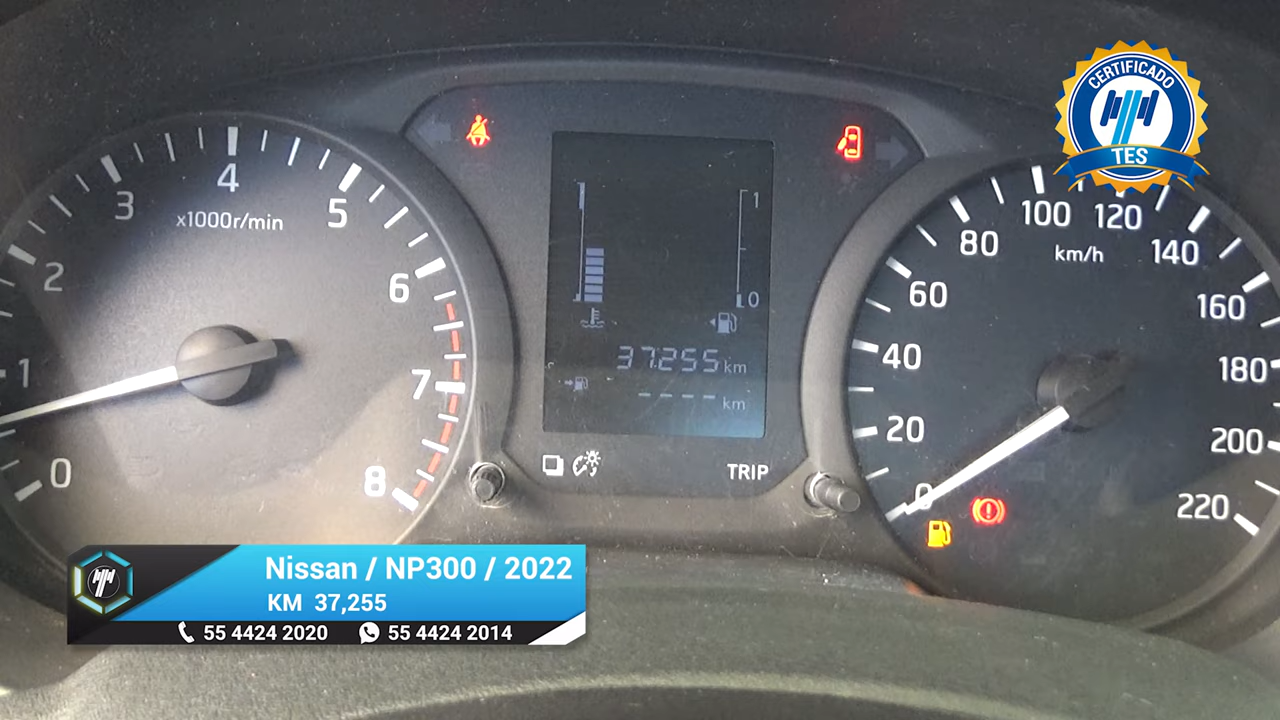 CERTIFICADO
TES
0
1
2
3
4
5
6
7
8
x1000r/min
1
0
37,255 km
---- km
TRIP
0
20
40
60
80
100
120
140
160
180
200
220
km/h
Nissan / NP300 / 2022
KM 37,255
55 4424 2020 55 4424 2014